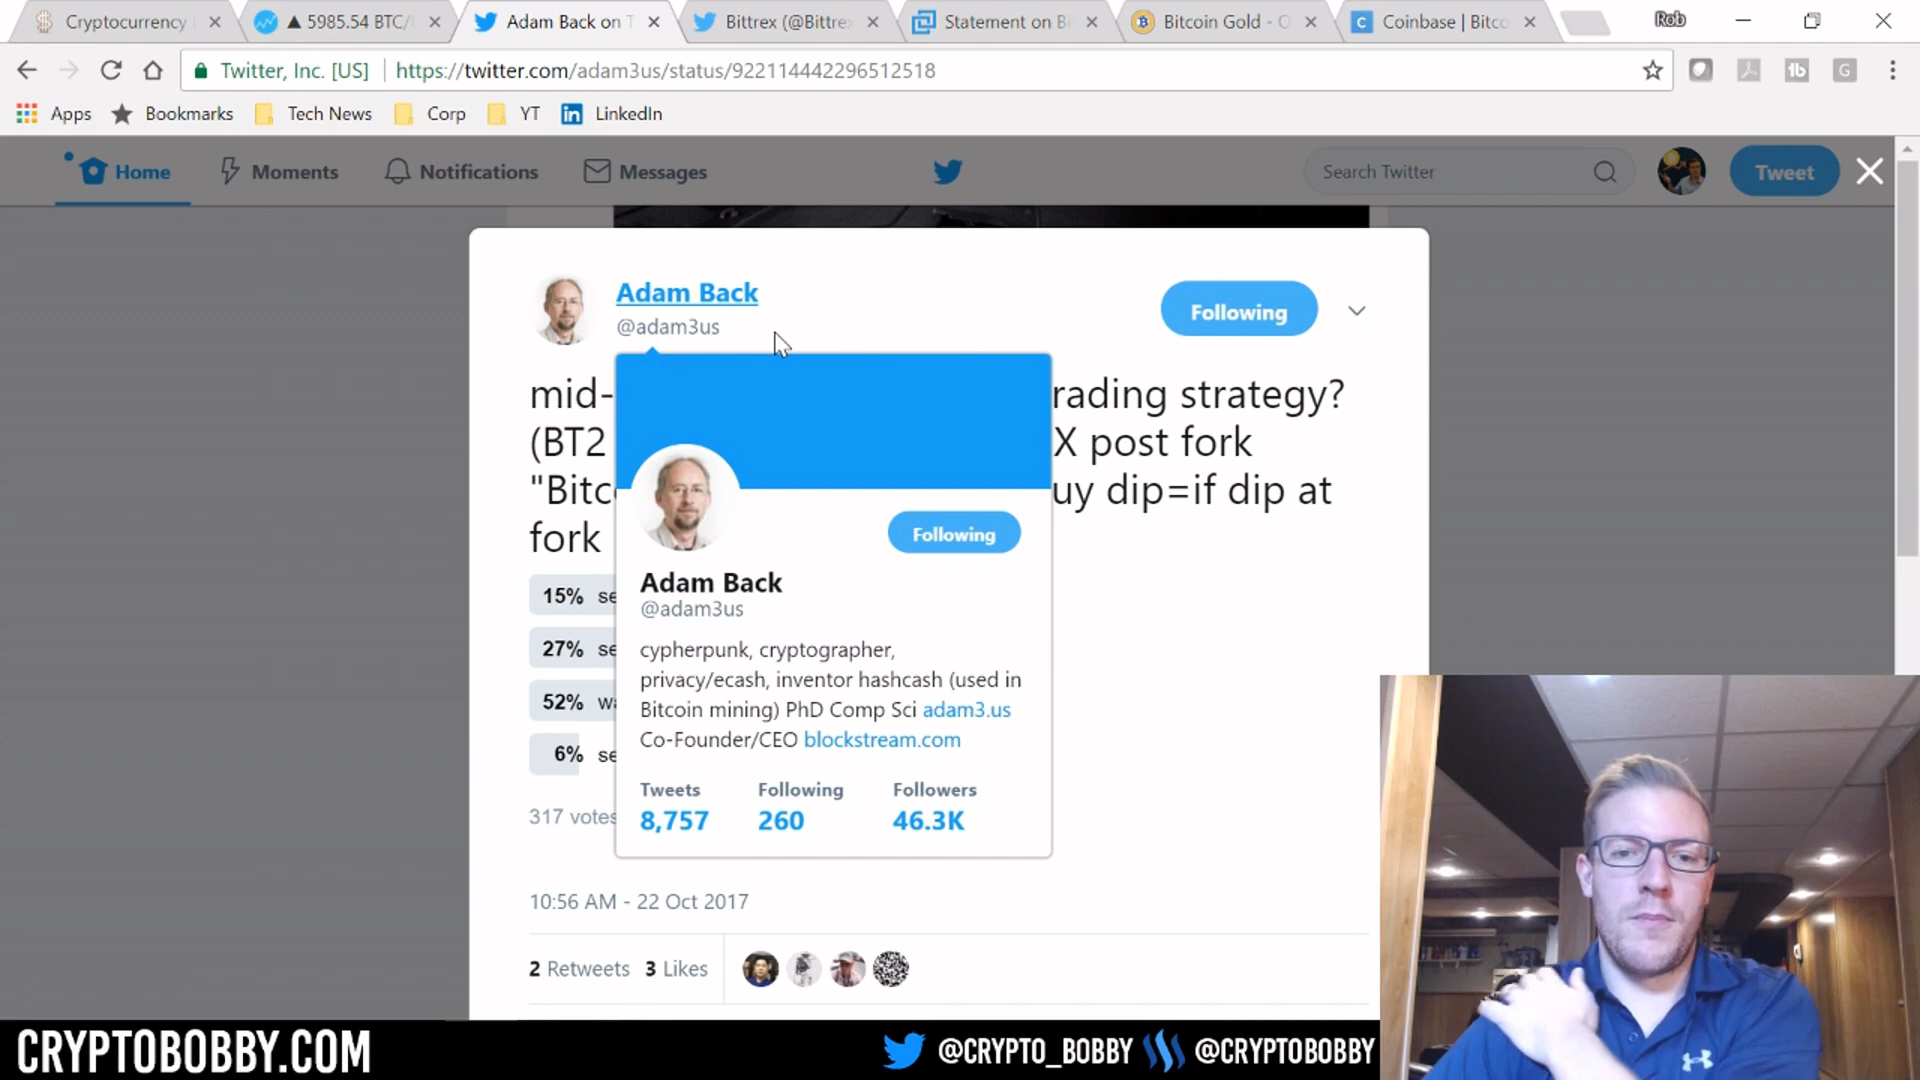 Cryptocurrency
▲ 5985.54 BTC/
Adam Back on T
Bittrex (@Bittre
Statement on B
Bitcoin Gold - O
Coinbase | Bitco
Rob
Twitter, Inc. [US]
https://twitter.com/adam3us/status/922114442296512518
Apps
Bookmarks
Tech News
Corp
YT
LinkedIn
Home
Moments
Notifications
Messages
Search Twitter
Tweet
Adam Back
@adam3us
Following
mid- rading strategy?
(BT2 X post fork
"Bitc uy dip=if dip at
fork
15% se
27% se
52% wa
6% se
317 votes
Following
Adam Back
@adam3us
cypherpunk, cryptographer,
privacy/ecash, inventor hashcash (used in
Bitcoin mining) PhD Comp Sci adam3.us
Co-Founder/CEO blockstream.com
Tweets Following Followers
8,757 260 46.3K
10:56 AM - 22 Oct 2017
2 Retweets 3 Likes
CRYPTOBOBBY.COM
@CRYPTO_BOBBY
@CRYPTOBOBBY